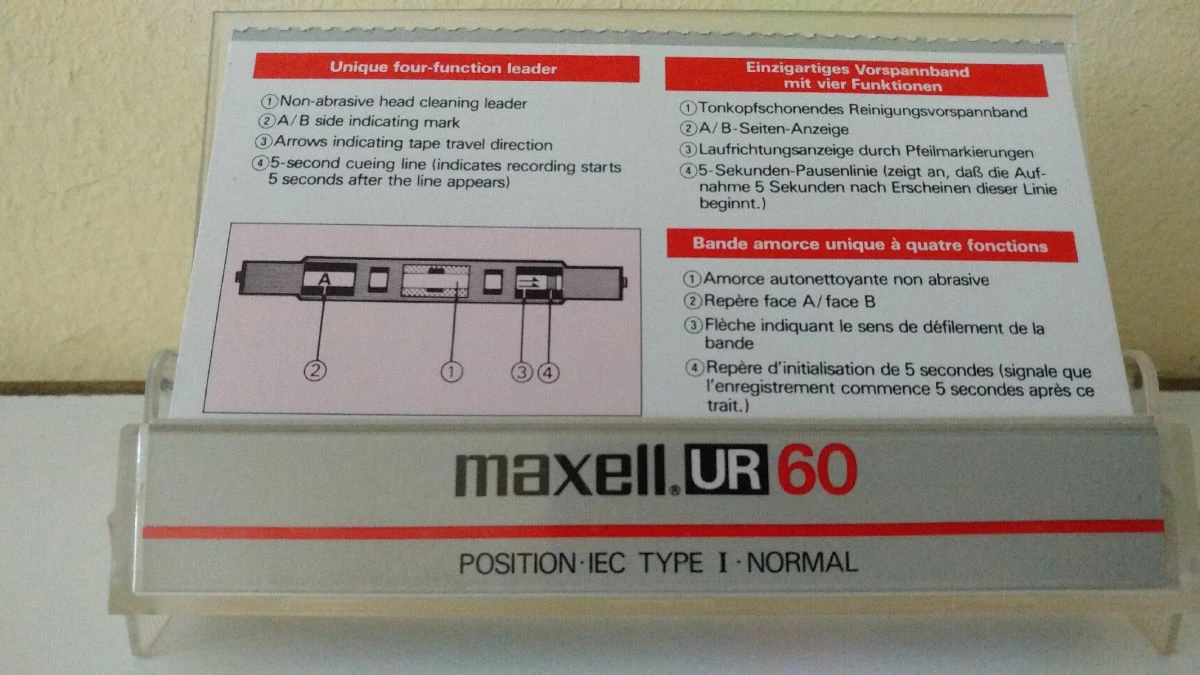 Unique four-function leader
①Non-abrasive head cleaning leader
②A/B side indicating mark
③Arrows indicating tape travel direction
④5-second cueing line (indicates recording starts
5 seconds after the line appears)
A
② ① ③ ④
Einzigartiges Vorspannband
mit vier Funktionen
①Tonkopfschonendes Reinigungsvorspannband
②A/B-Seiten-Anzeige
③Laufrichtungsanzeige durch Pfeilmarkierungen
④5-Sekunden-Pausenlinie (zeigt an, daß die Auf-
nahme 5 Sekunden nach Erscheinen dieser Linie
beginnt.)
Bande amorce unique à quatre fonctions
①Amorce autonettoyante non abrasive
②Repère face A/face B
③Flèche indiquant le sens de défilement de la
bande
④Repère d'initialisation de 5 secondes (signale que
l'enregistrement commence 5 secondes après ce
trait.)
maxell® UR 60
POSITION·IEC TYPE I·NORMAL